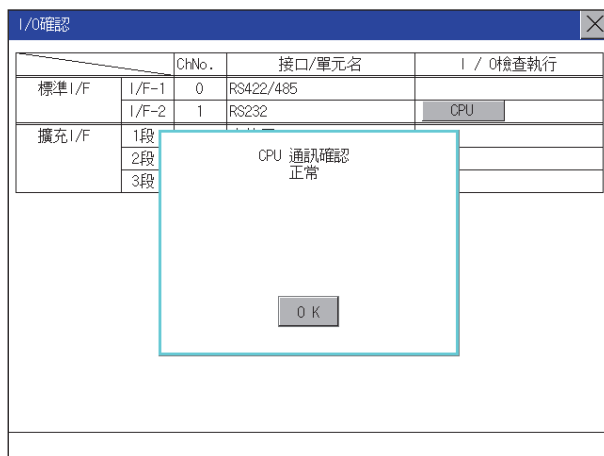 I/O確認
ChNo. 接口/單元名 I / O檢查執行
標準I/F I/F-1 0 RS422/485
I/F-2 1 RS232 CPU
擴充I/F 1段
2段
3段
CPU 通訊確認
正常
O K